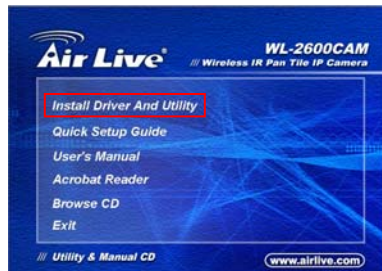 Air Live®
WL-2600CAM
/// Wireless IR Pan Tile IP Camera
Install Driver And Utility
Quick Setup Guide
User's Manual
Acrobat Reader
Browse CD
Exit
/// Utility & Manual CD
www.airlive.com